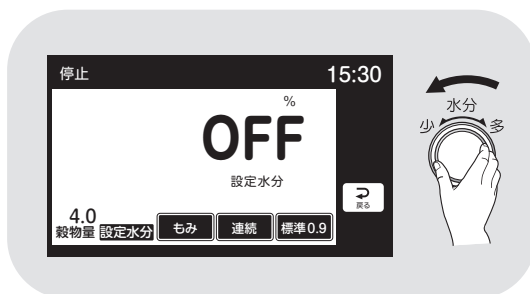 停止 15:30
%
OFF
設定水分
戻る
4.0
穀物量 設定水分 もみ 連続 標準0.9
水分
少 多